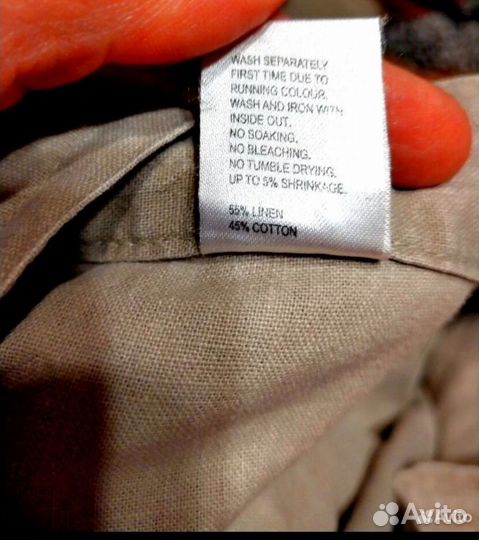 WASH SEPARATELY
FIRST TIME DUE TO
RUNNING COLOUR.
WASH AND IRON WITH
INSIDE OUT.
NO SOAKING.
NO BLEACHING.
NO TUMBLE DRYING.
UP TO 5% SHRINKAGE.
55% LINEN
45% COTTON
Avito